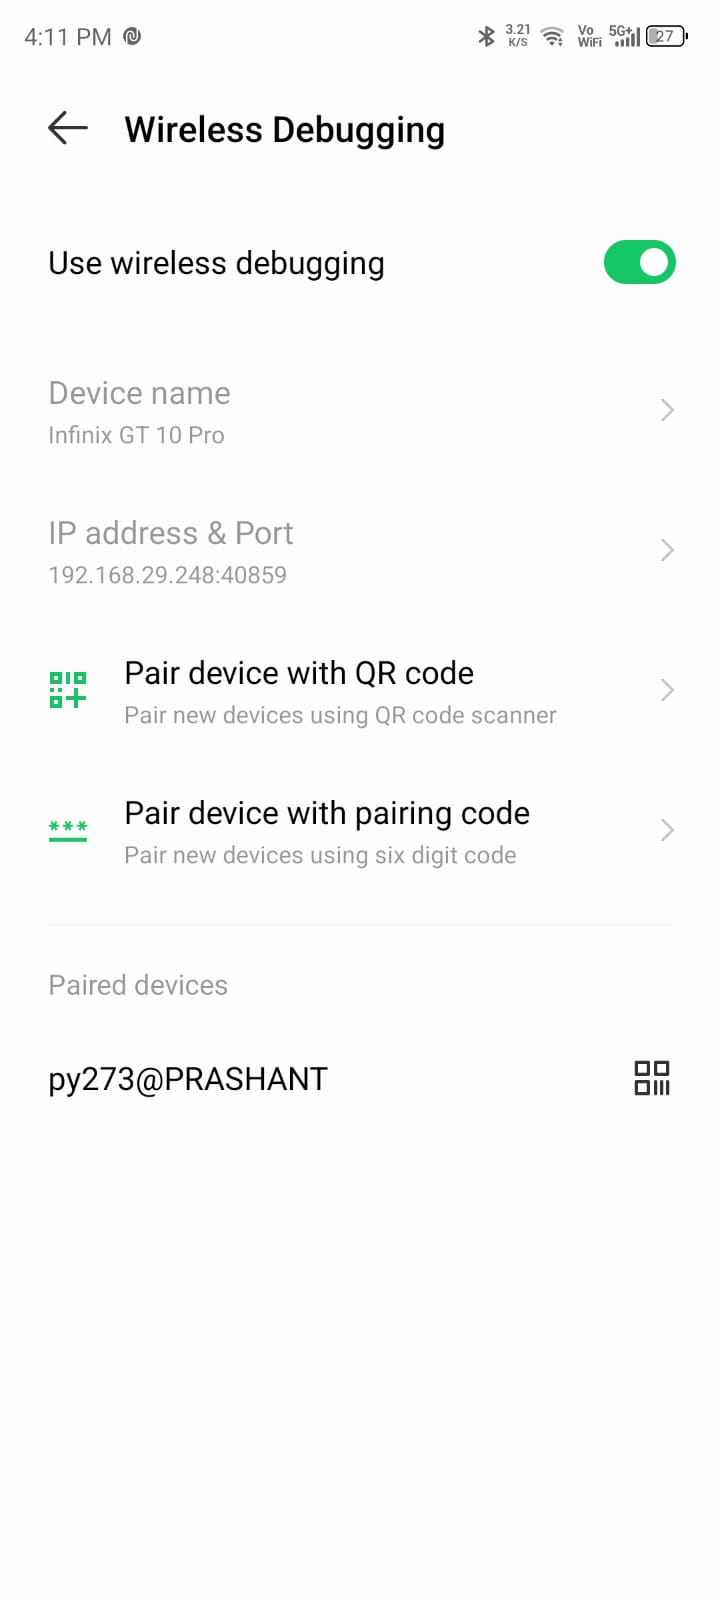 4:11 PM
3.21
K/S
Vo
WiFi
5G+
27
Wireless Debugging
Use wireless debugging
Device name
Infinix GT 10 Pro
IP address & Port
192.168.29.248:40859
Pair device with QR code
Pair new devices using QR code scanner
***
Pair device with pairing code
Pair new devices using six digit code
Paired devices
py273@PRASHANT